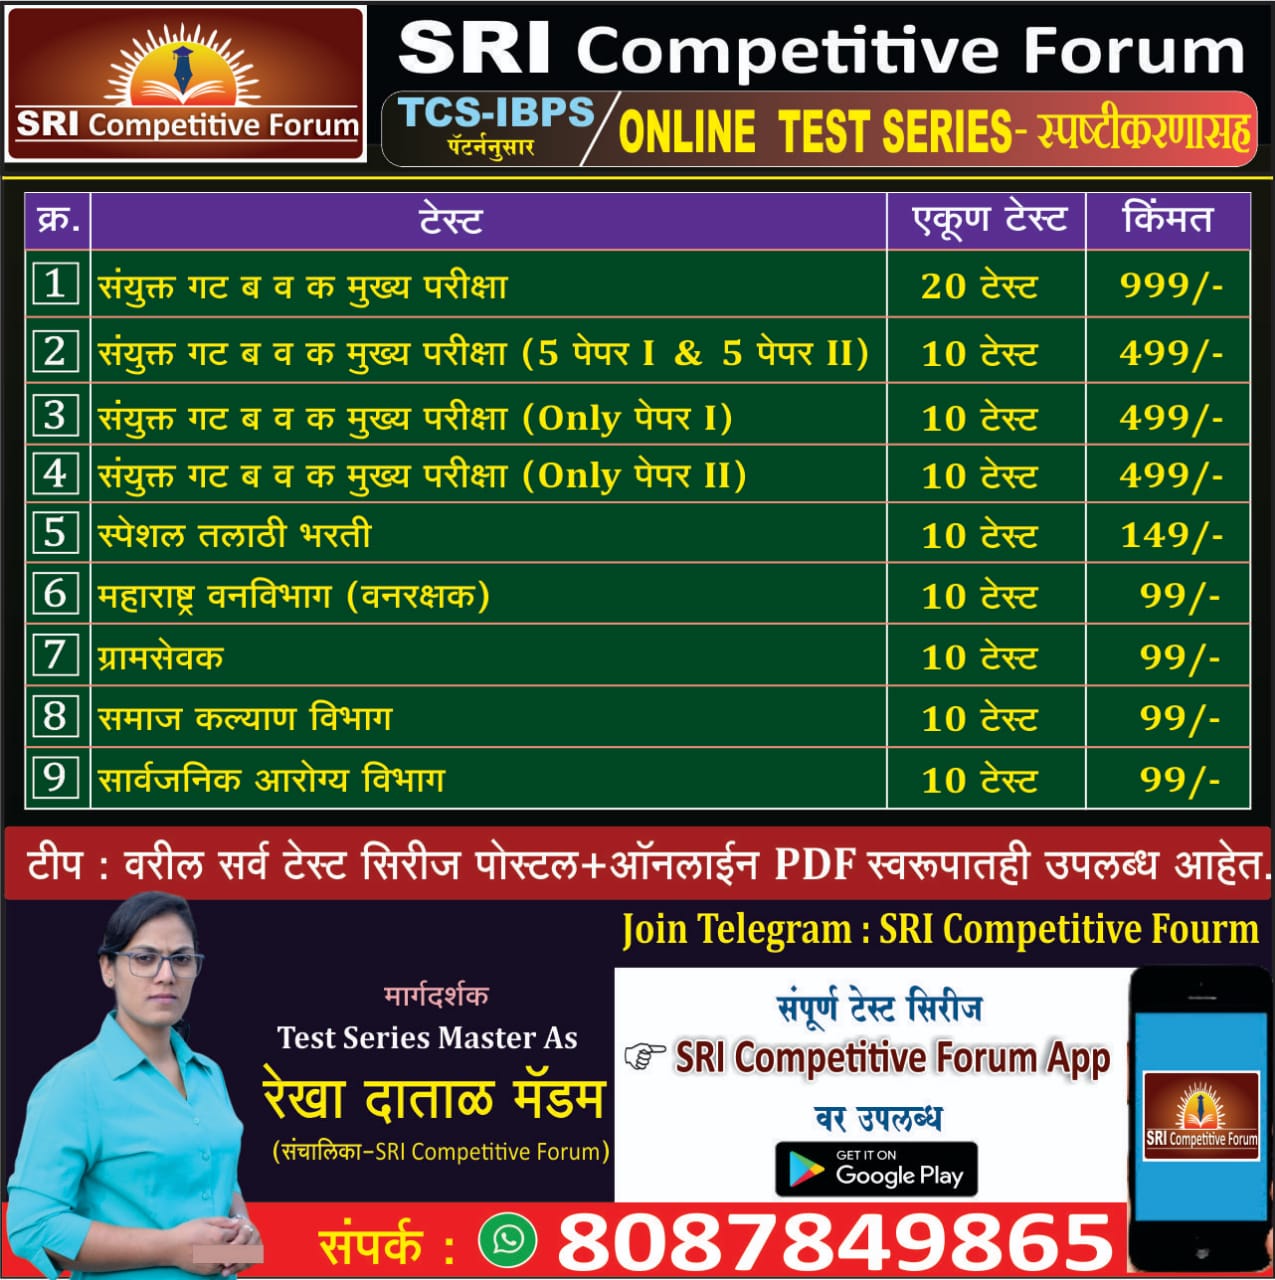 SRI Competitive Forum
SRI Competitive Forum
TCS-IBPS
पॅटर्ननुसार
ONLINE TEST SERIES- स्पष्टीकरणासह
क्र. टेस्ट एकूण टेस्ट किंमत
1 संयुक्त गट ब व क मुख्य परीक्षा 20 टेस्ट 999/-
2 संयुक्त गट ब व क मुख्य परीक्षा (5 पेपर I & 5 पेपर II) 10 टेस्ट 499/-
3 संयुक्त गट ब व क मुख्य परीक्षा (Only पेपर I) 10 टेस्ट 499/-
4 संयुक्त गट ब व क मुख्य परीक्षा (Only पेपर II) 10 टेस्ट 499/-
5 स्पेशल तलाठी भरती 10 टेस्ट 149/-
6 महाराष्ट्र वनविभाग (वनरक्षक) 10 टेस्ट 99/-
7 ग्रामसेवक 10 टेस्ट 99/-
8 समाज कल्याण विभाग 10 टेस्ट 99/-
9 सार्वजनिक आरोग्य विभाग 10 टेस्ट 99/-
टीप : वरील सर्व टेस्ट सिरीज पोस्टल+ऑनलाईन PDF स्वरूपातही उपलब्ध आहेत.
Join Telegram : SRI Competitive Fourm
मार्गदर्शक
Test Series Master As
रेखा दाताळ मॅडम
(संचालिका-SRI Competitive Forum)
संपूर्ण टेस्ट सिरीज
SRI Competitive Forum App
वर उपलब्ध
GET IT ON
Google Play
SRI Competitive Forum
संपर्क : 8087849865